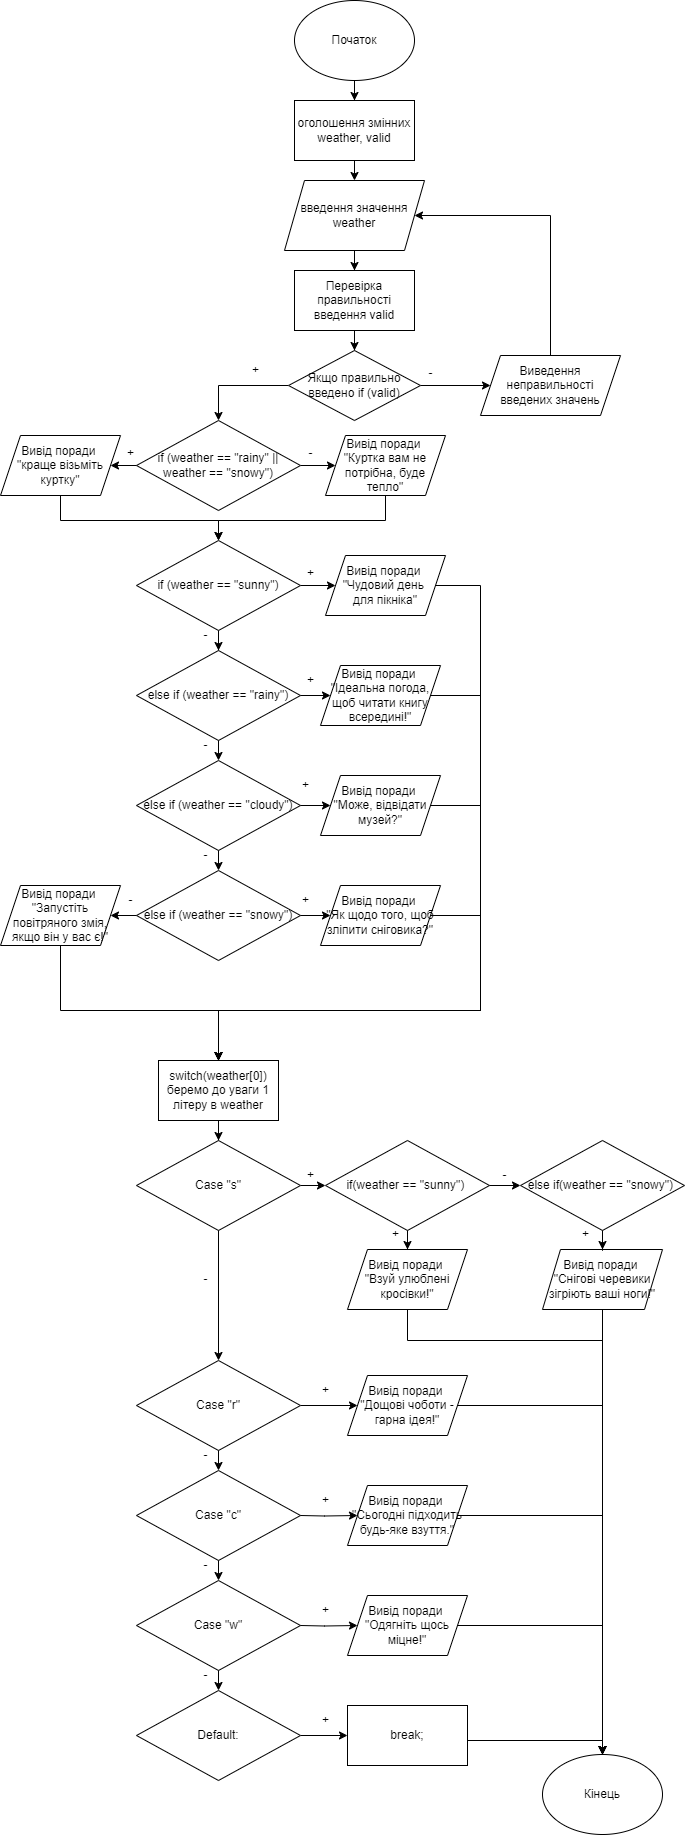 Початок
оголошення змінних
weather, valid
введення значення
weather
Перевірка
правильності
введення valid
Якщо правильно
введено if (valid)
+
-
Виведення
неправильності
введених значень
if (weather == "rainy" ||
weather == "snowy")
+
-
Вивід поради
"краще візьміть
куртку"
Вивід поради
"Куртка вам не
потрібна, буде
тепло"
if (weather == "sunny")
+
Вивід поради
"Чудовий день
для пікніка"
-
else if (weather == "rainy")
+
Вивід поради
"Ідеальна погода,
щоб читати книгу
всередині!"
-
else if (weather == "cloudy")
+
Вивід поради
"Може, відвідати
музей?"
-
else if (weather == "snowy")
+
Вивід поради
"Як щодо того, щоб
зліпити сніговика?"
-
Вивід поради
"Запустіть
повітряного змія,
якщо він у вас є!"
switch(weather[0])
беремо до уваги 1
літеру в weather
Case "s"
+
if(weather == "sunny")
-
else if(weather == "snowy")
+
+
Вивід поради
"Взуй улюблені
кросівки!"
Вивід поради
"Снігові черевики
зігріють ваші ноги!"
-
Case "r"
+
Вивід поради
"Дощові чоботи -
гарна ідея!"
-
Case "c"
+
Вивід поради
"Сьогодні підходить
будь-яке взуття."
-
Case "w"
+
Вивід поради
"Одягніть щось
міцне!"
-
Default:
+
break;
Кінець